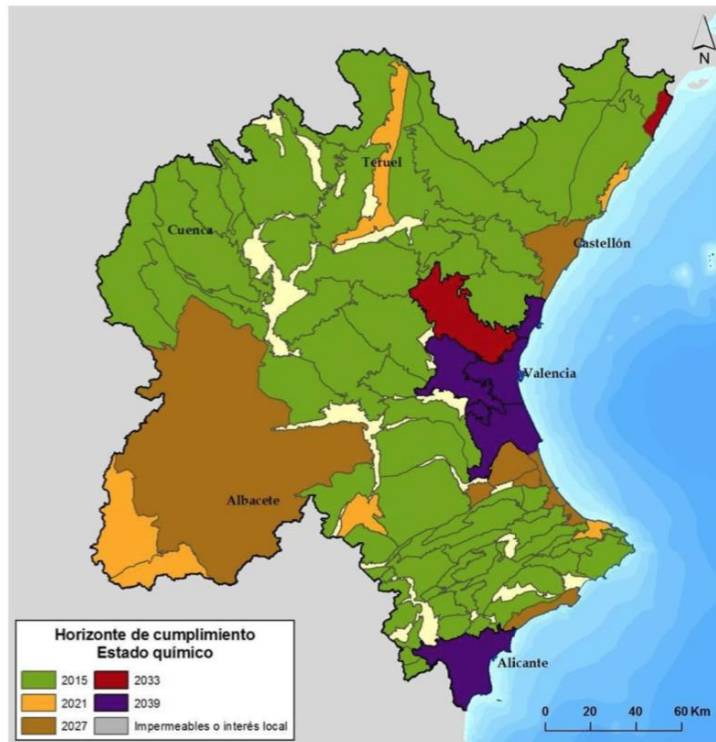 N
Teruel
Cuenca
Castellón
Valencia
Albacete
Alicante
Horizonte de cumplimiento
Estado químico
2015
2033
2021
2039
2027
Impermeables o interés local
0 20 40 60 Km